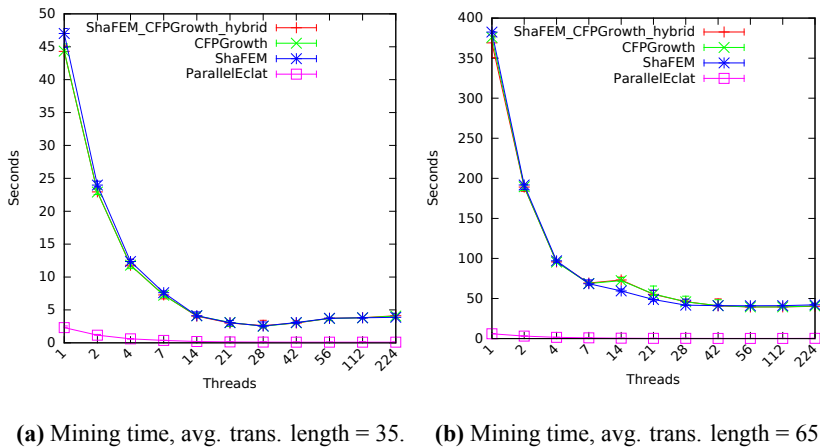 ShaFEM_CFPGrowth_hybrid
CFPGrowth
ShaFEM
ParallelEclat
50
45
40
35
30
25
20
15
10
5
0
Seconds
1 2 4 7 14 21 28 42 56 112 224
Threads
(a) Mining time, avg. trans. length = 35.
ShaFEM_CFPGrowth_hybrid
CFPGrowth
ShaFEM
ParallelEclat
400
350
300
250
200
150
100
50
0
Seconds
1 2 4 7 14 21 28 42 56 112 224
Threads
(b) Mining time, avg. trans. length = 65